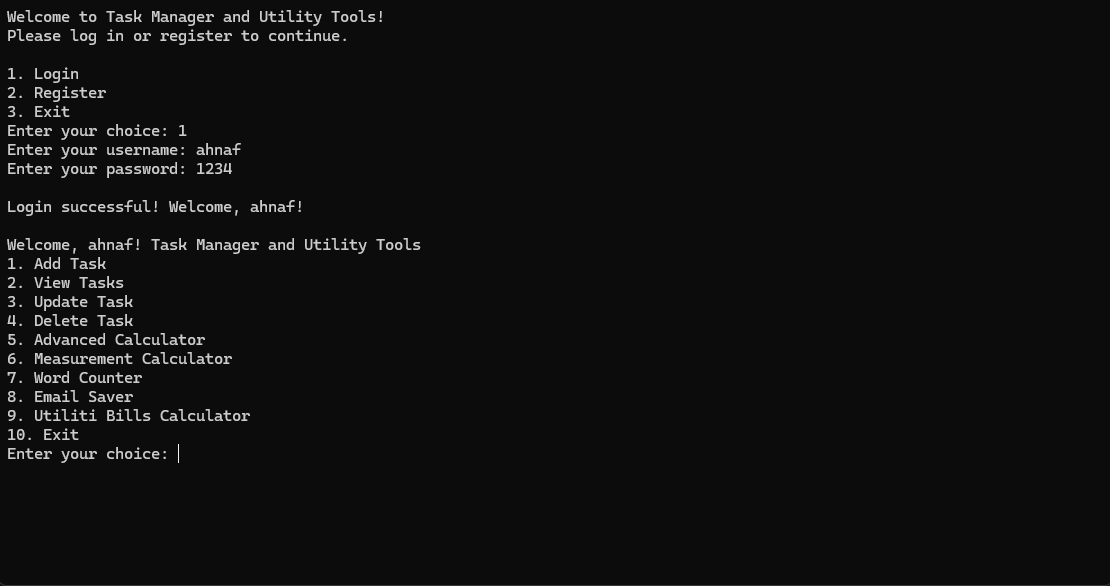 Welcome to Task Manager and Utility Tools!
Please log in or register to continue.
1. Login
2. Register
3. Exit
Enter your choice: 1
Enter your username: ahnaf
Enter your password: 1234
Login successful! Welcome, ahnaf!
Welcome, ahnaf! Task Manager and Utility Tools
1. Add Task
2. View Tasks
3. Update Task
4. Delete Task
5. Advanced Calculator
6. Measurement Calculator
7. Word Counter
8. Email Saver
9. Utiliti Bills Calculator
10. Exit
Enter your choice: